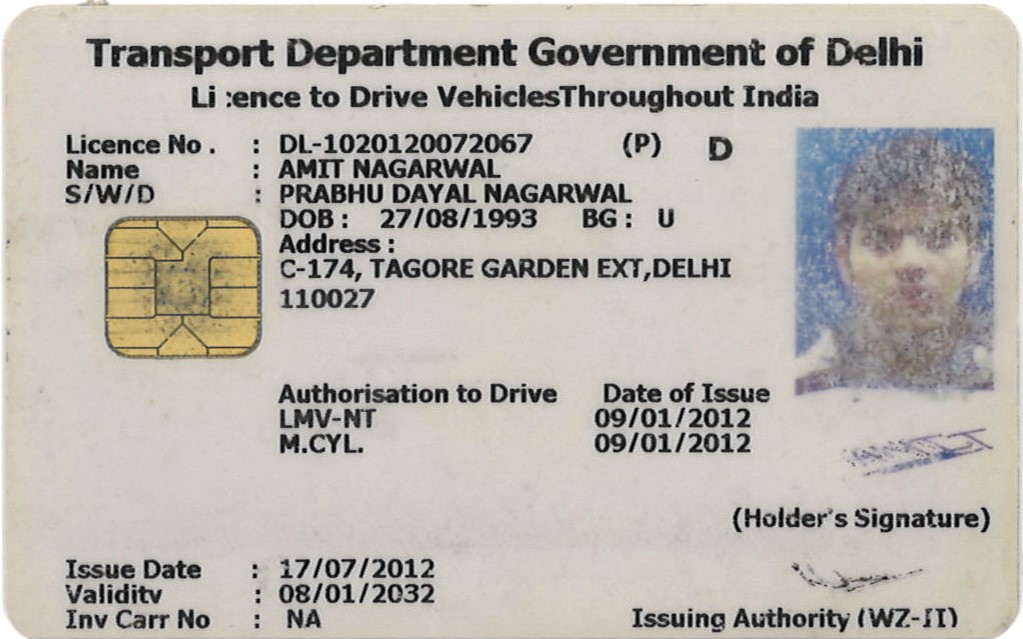 Transport Department Government of Delhi
Licence to Drive VehiclesThroughout India
Licence No. : DL-1020120072067 (P) D
Name : AMIT NAGARWAL
S/W/D : PRABHU DAYAL NAGARWAL
DOB : 27/08/1993 BG : U
Address :
C-174, TAGORE GARDEN EXT,DELHI
110027
Authorisation to Drive Date of Issue
LMV-NT 09/01/2012
M.CYL. 09/01/2012
(Holder's Signature)
Issue Date : 17/07/2012
Validity : 08/01/2032
Inv Carr No : NA
Issuing Authority (WZ-II)